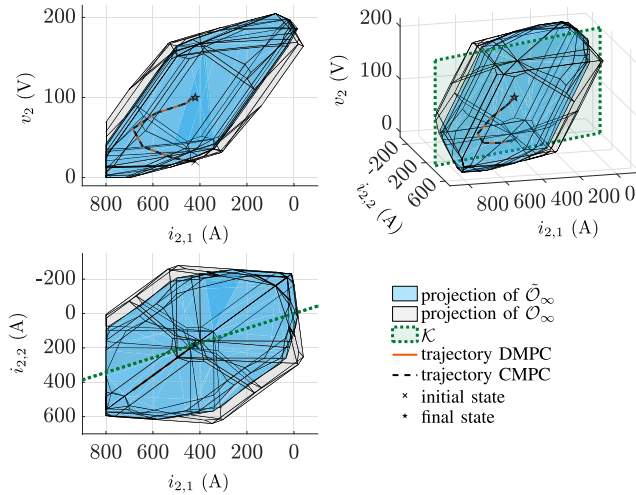 200
100
0
v₂ (V)
800 600 400 200 0
i₂,₁ (A)
200
100
0
v₂ (V)
-200
200
600
i₂,₂ (A)
800 600 400 200 0
i₂,₁ (A)
-200
0
200
400
600
i₂,₂ (A)
800 600 400 200 0
i₂,₁ (A)
projection of Õ∞
projection of O∞
K
trajectory DMPC
trajectory CMPC
initial state
final state